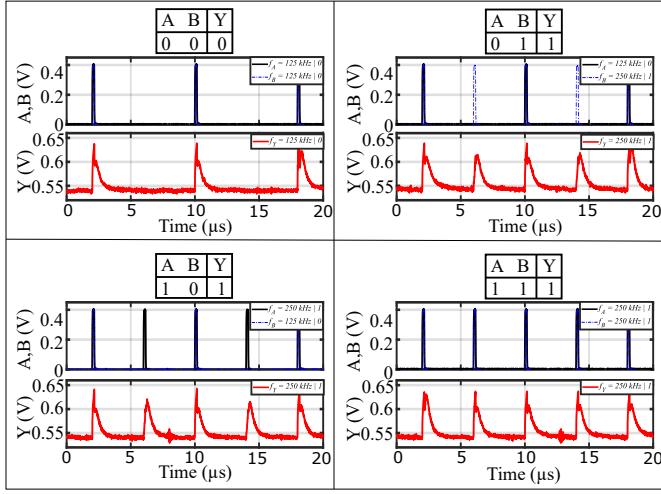 A B Y
0 0 0
A,B (V)
0.4
0.2
0
f_A = 125 kHz | 0
f_B = 125 kHz | 0
Y (V)
0.65
0.60
0.55
f_Y = 125 kHz | 0
0 5 10 15 20
Time (µs)
A B Y
0 1 1
A,B (V)
0.4
0.2
0
f_A = 125 kHz | 0
f_B = 250 kHz | 1
Y (V)
0.65
0.60
0.55
f_Y = 250 kHz | 1
0 5 10 15 20
Time (µs)
A B Y
1 0 1
A,B (V)
0.4
0.2
0
f_A = 250 kHz | 1
f_B = 125 kHz | 0
Y (V)
0.65
0.6
0.55
f_Y = 250 kHz | 1
0 5 10 15 20
Time (µs)
A B Y
1 1 1
A,B (V)
0.4
0.2
0
f_A = 250 kHz | 1
f_B = 250 kHz | 1
Y (V)
0.65
0.6
0.55
f_Y = 250 kHz | 1
0 5 10 15 20
Time (µs)